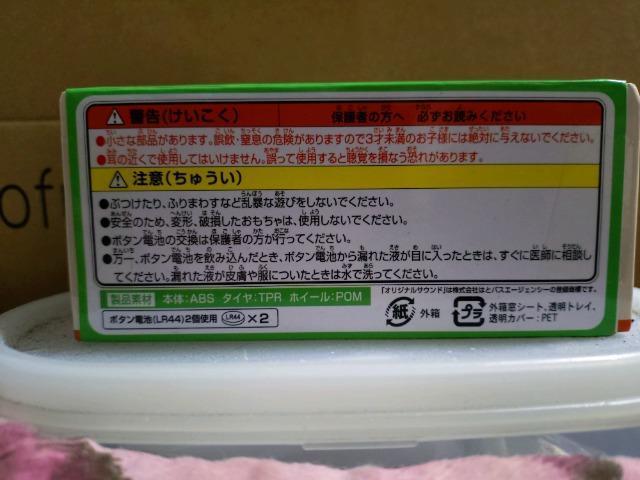 警告(けいこく) 保護者の方へ 必ずお読みください
●小さな部品があります。誤飲・窒息の危険がありますので3才未満のお子様には絶対に与えないでください。
●耳の近くで使用してはいけません。誤って使用すると聴覚を損なう恐れがあります。
注意(ちゅうい)
●ぶつけたり、ふりまわすなど乱暴な遊びをしないでください。
●安全のため、変形、破損したおもちゃは、使用しないでください。
●ボタン電池の交換は保護者の方が行ってください。
●万一、ボタン電池を飲み込んだとき、ボタン電池から漏れた液が目に入ったときは、すぐに医師に相談
してください。漏れた液が皮膚や服についたときは水で洗ってください。
製品素材 本体:ABS タイヤ:TPR ホイール:POM
「オリジナルサウンド」は株式会社はとバスエージェンシーの登録商標です。
ボタン電池(LR44)2個使用 LR44 ×2
紙 外箱
プラ 外箱窓シート、透明トレイ、
透明カバー:PET
of